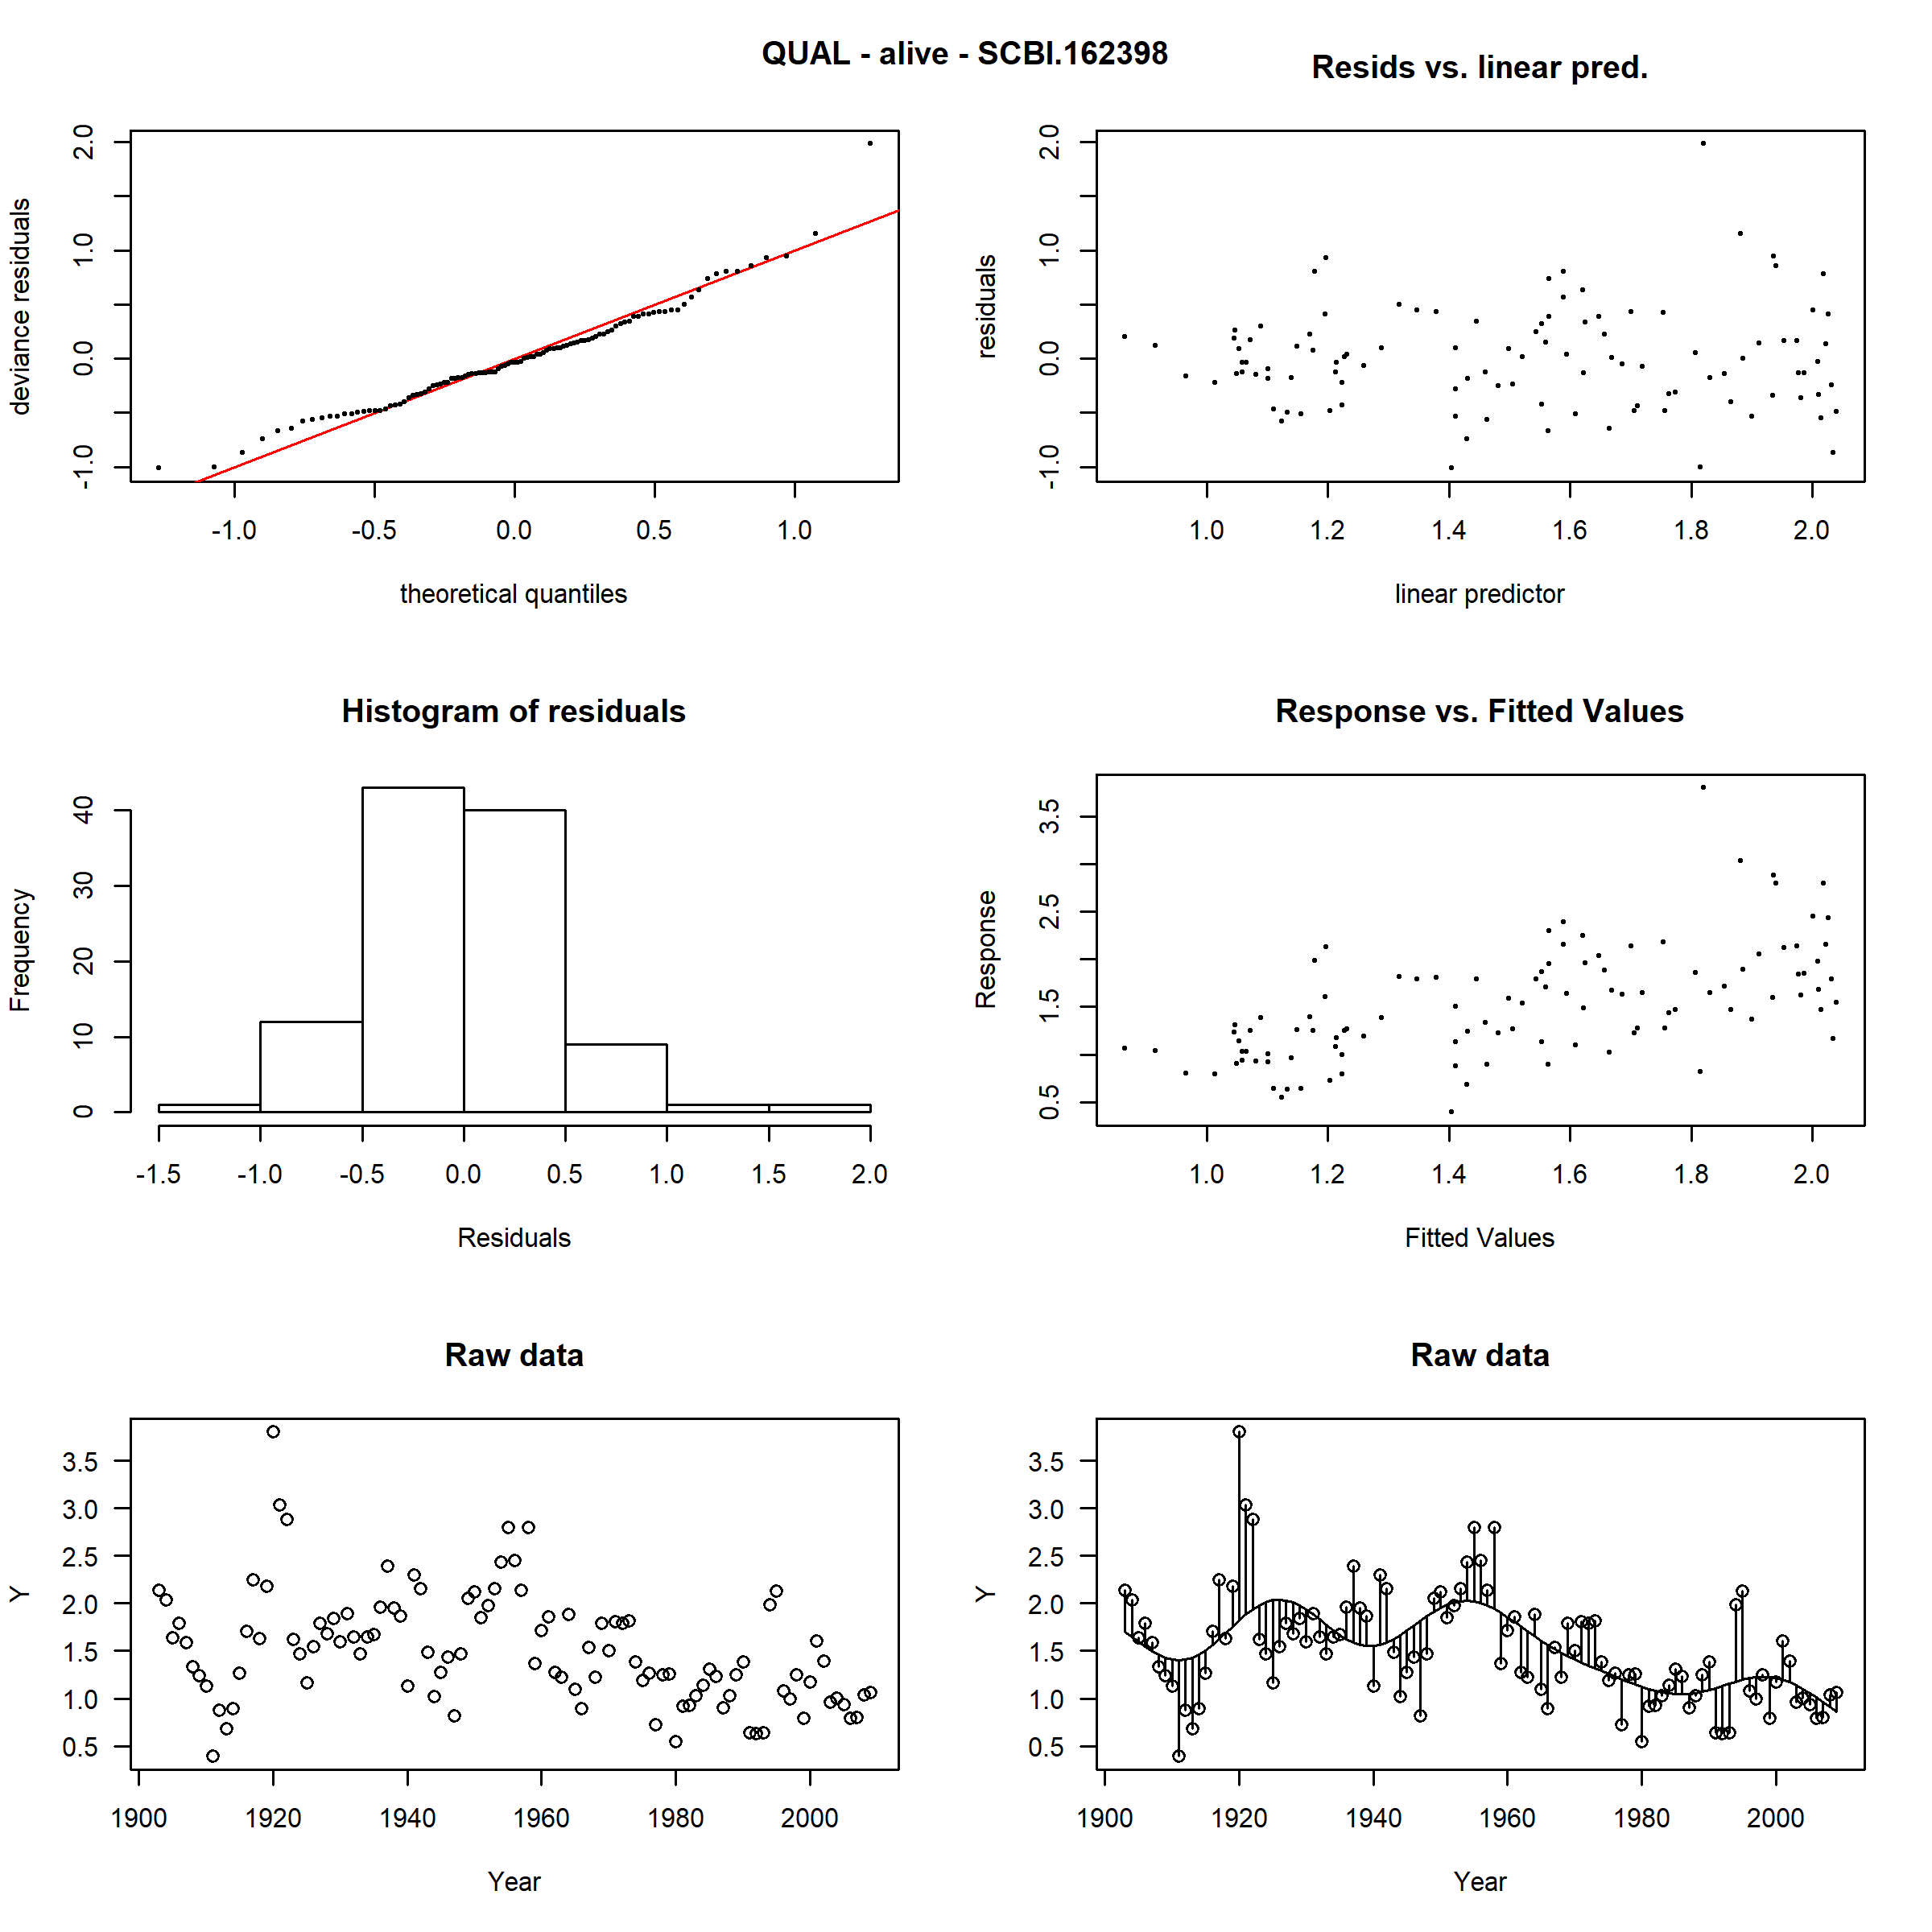 QUAL - alive - SCBI.162398
Resids vs. linear pred.
deviance residuals
2.0
1.0
0.0
-1.0
-1.0 -0.5 0.0 0.5 1.0
theoretical quantiles
residuals
2.0
1.0
0.0
-1.0
1.0 1.2 1.4 1.6 1.8 2.0
linear predictor
Histogram of residuals
Frequency
40
30
20
10
0
-1.5 -1.0 -0.5 0.0 0.5 1.0 1.5 2.0
Residuals
Response vs. Fitted Values
Response
3.5
2.5
1.5
0.5
1.0 1.2 1.4 1.6 1.8 2.0
Fitted Values
Raw data
Y
3.5
3.0
2.5
2.0
1.5
1.0
0.5
1900 1920 1940 1960 1980 2000
Year
Raw data
Y
3.5
3.0
2.5
2.0
1.5
1.0
0.5
1900 1920 1940 1960 1980 2000
Year